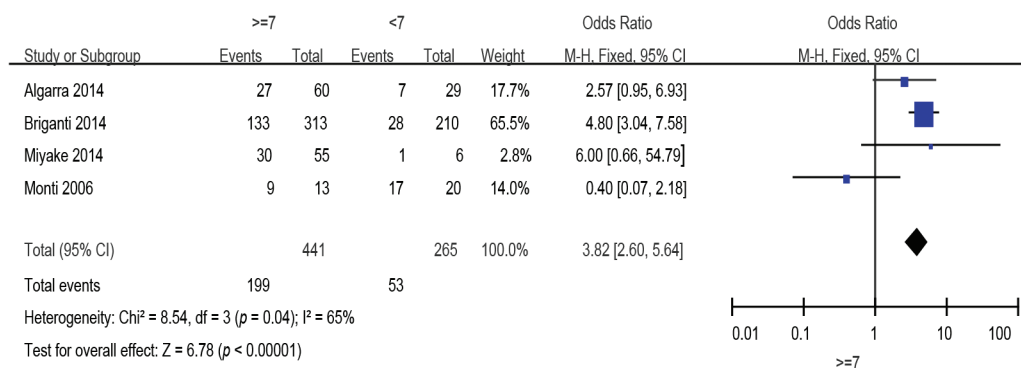 >=7 <7 Odds Ratio Odds Ratio
Study or Subgroup Events Total Events Total Weight M-H, Fixed, 95% CI M-H, Fixed, 95% CI
Algarra 2014 27 60 7 29 17.7% 2.57 [0.95, 6.93]
Briganti 2014 133 313 28 210 65.5% 4.80 [3.04, 7.58]
Miyake 2014 30 55 1 6 2.8% 6.00 [0.66, 54.79]
Monti 2006 9 13 17 20 14.0% 0.40 [0.07, 2.18]
Total (95% CI) 441 265 100.0% 3.82 [2.60, 5.64]
Total events 199 53
Heterogeneity: Chi² = 8.54, df = 3 (p = 0.04); I² = 65%
Test for overall effect: Z = 6.78 (p < 0.00001)
0.01 0.1 1 10 100
>=7